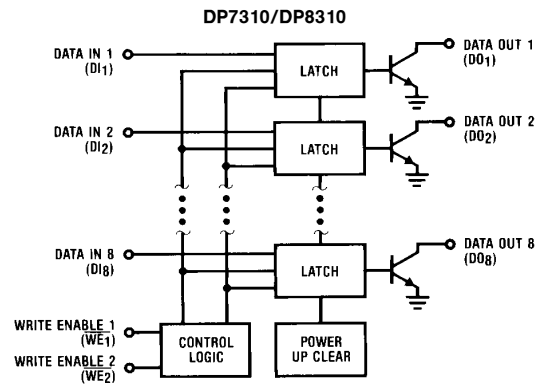 DP7310/DP8310
DATA IN 1
(DI1)
LATCH
DATA OUT 1
(DO1)
DATA IN 2
(DI2)
LATCH
DATA OUT 2
(DO2)
DATA IN 8
(DI8)
LATCH
DATA OUT 8
(DO8)
WRITE ENABLE 1
(WE1)
WRITE ENABLE 2
(WE2)
CONTROL
LOGIC
POWER
UP CLEAR